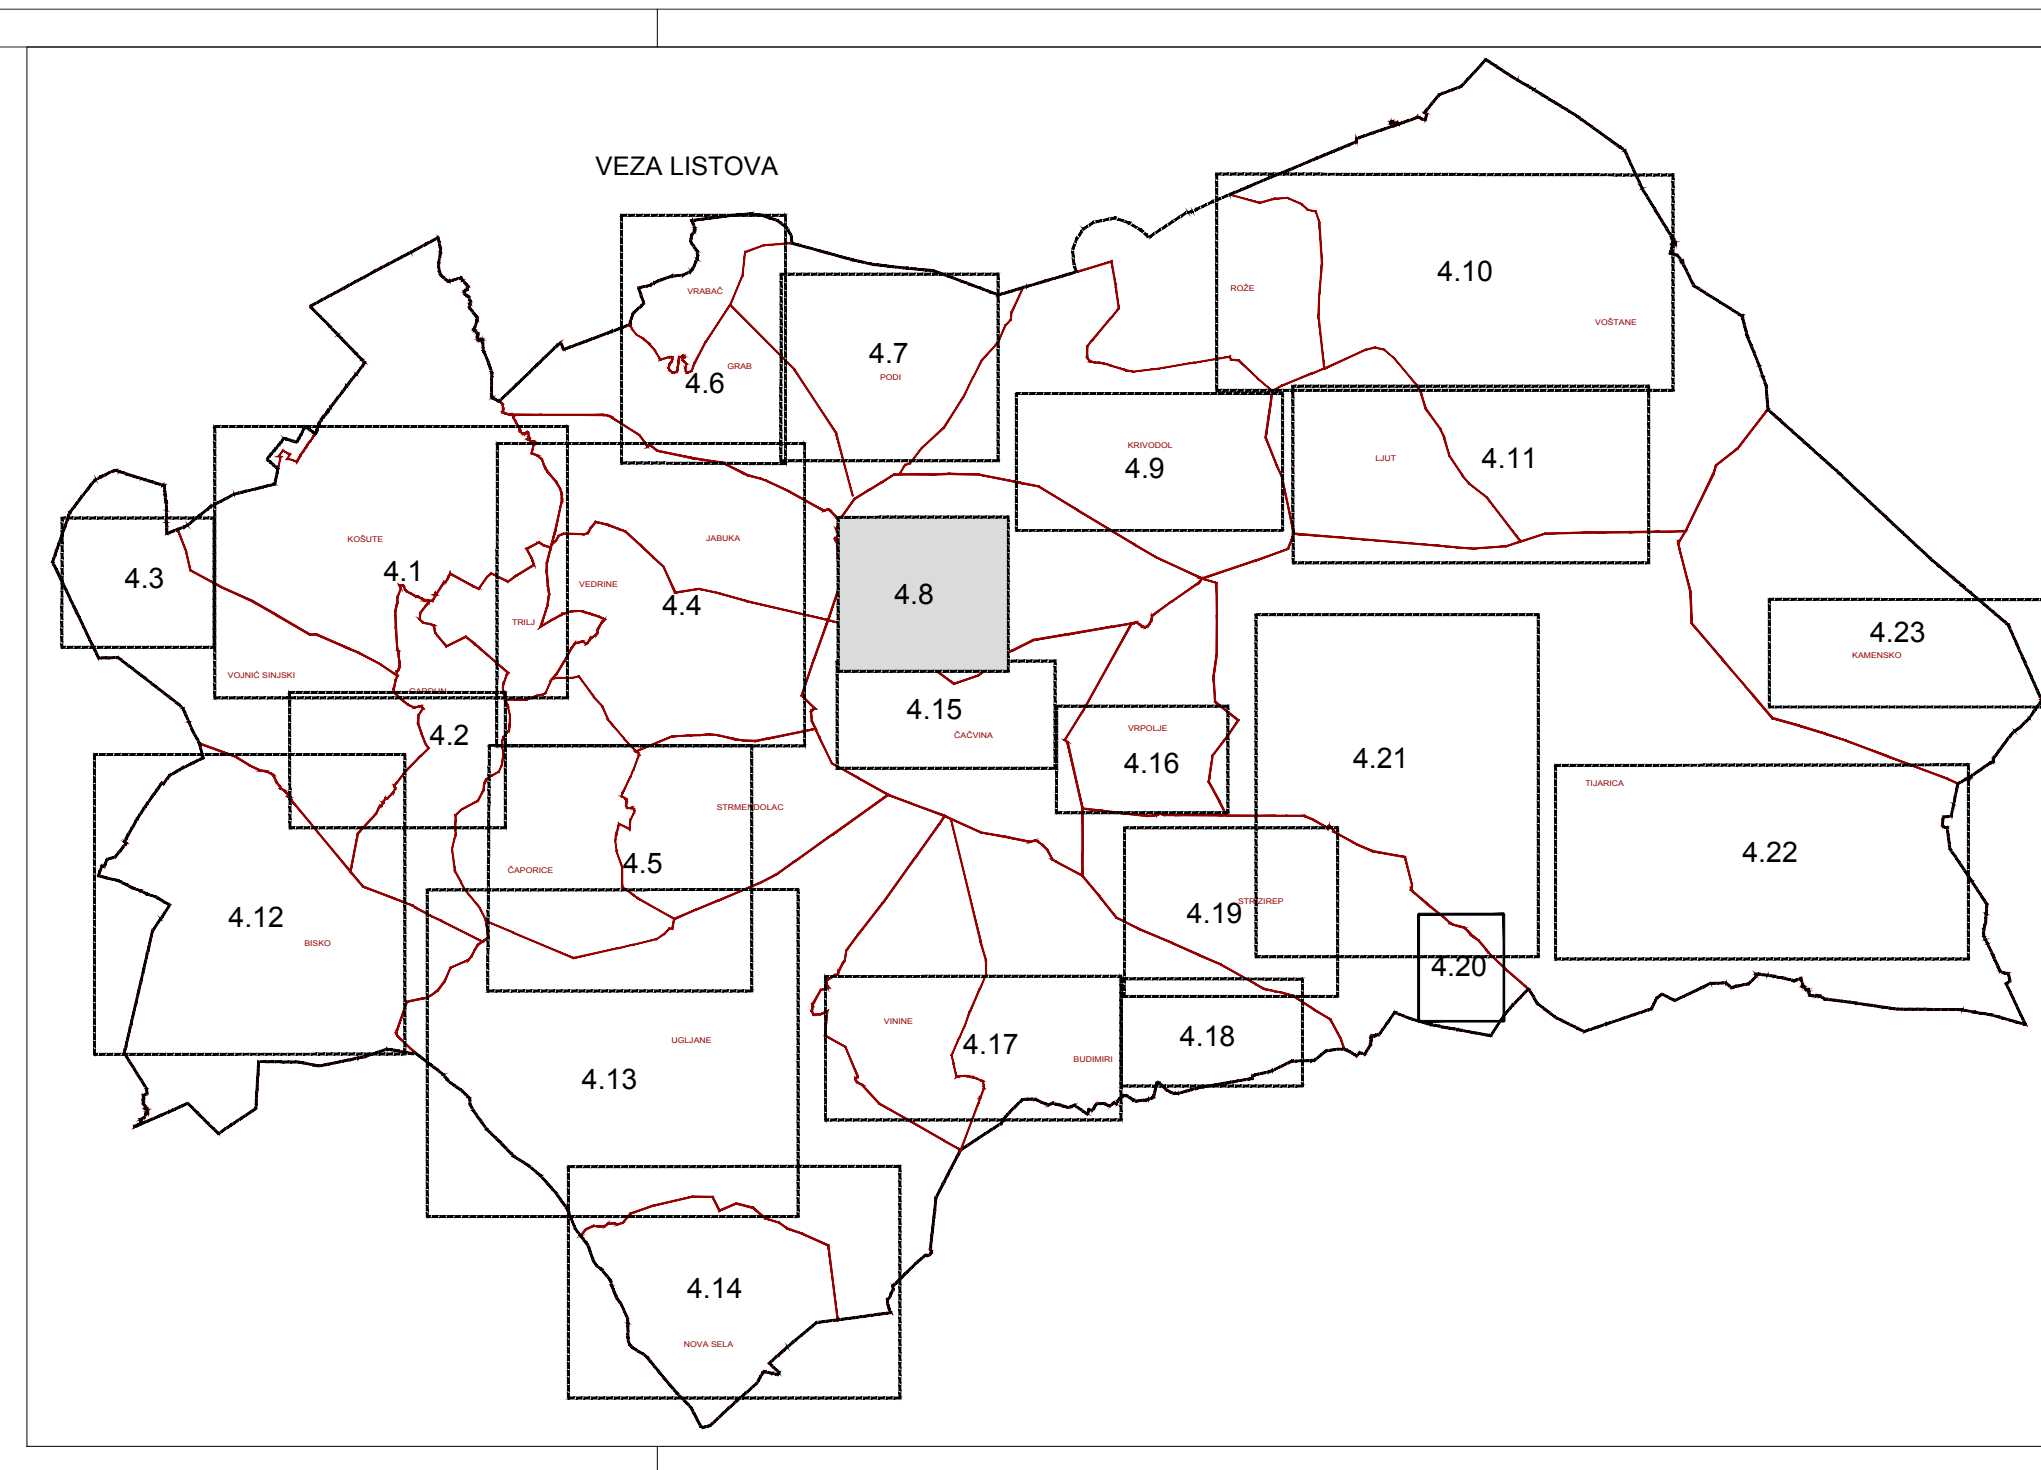 VEZA LISTOVA
4.10
ROŽE
VRABAČ
VOŠTANE
4.7
GRAB
PODI
4.6
KRIVODOL
4.9
LJUT
4.11
KOŠUTE
JABUKA
4.3
4.1
VEDRINE
4.8
4.4
TRILJ
4.23
KAMENSKO
VOJNIĆ SINJSKI
GARDUN
4.15
ČAČVINA
4.2
VRPOLJE
4.16
4.21
TIJARICA
STRMENDOLAC
4.22
4.5
ČAPORICE
4.12
BISKO
4.19
STRIZIREP
4.20
VININE
4.18
UGLJANE
4.17
BUDIMIRI
4.13
4.14
NOVA SELA